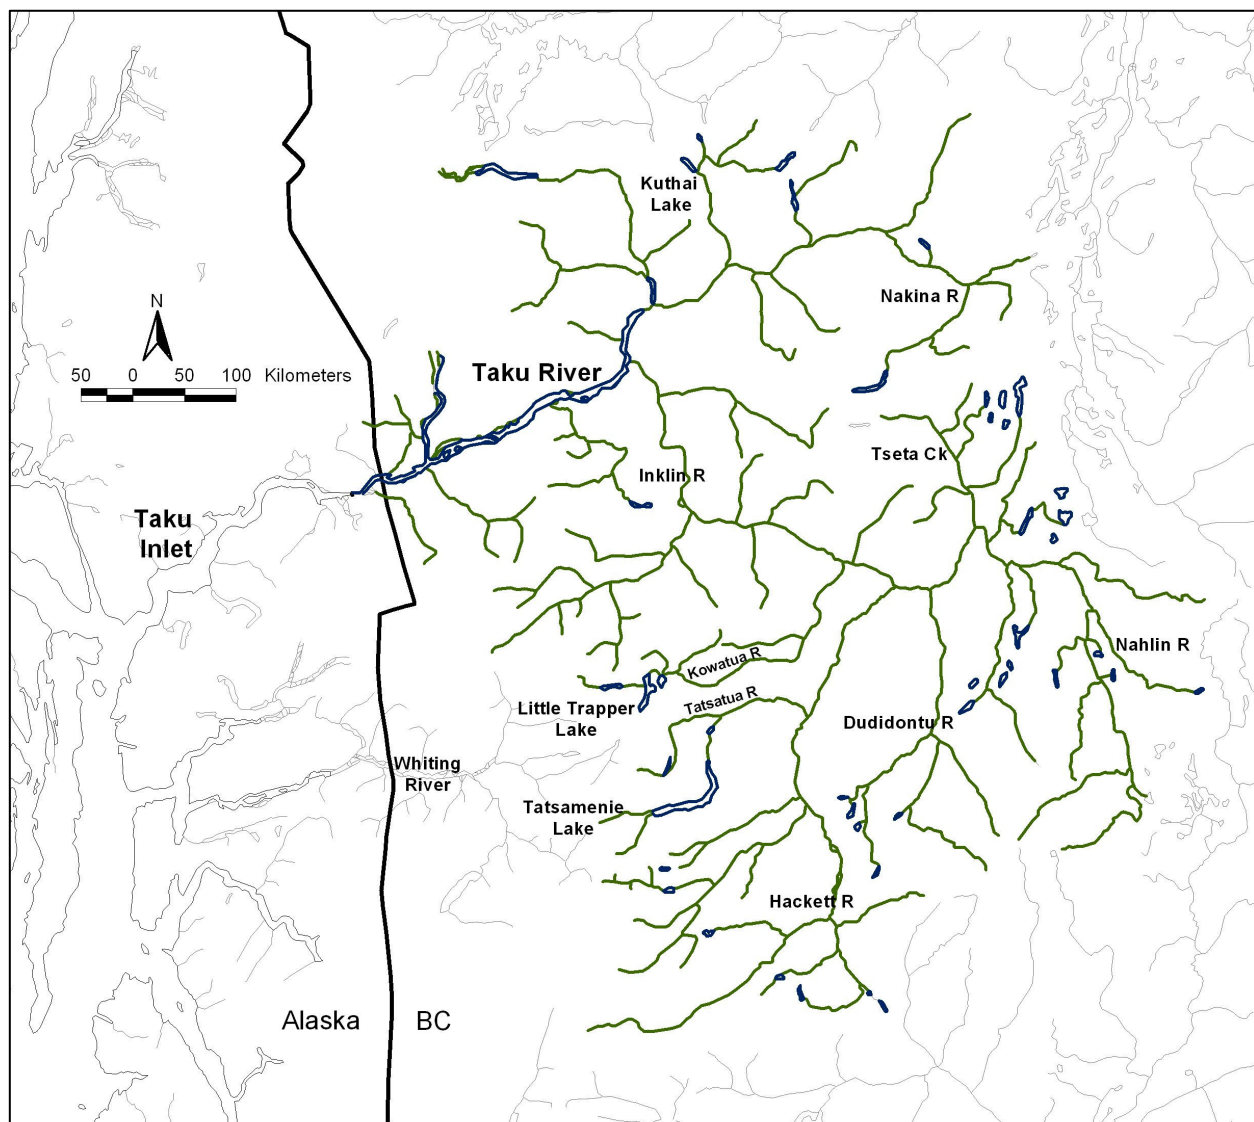 Kuthai
Lake
Nakina R
N
50 0 50 100 Kilometers
Taku River
Tseta Ck
Inklin R
Taku
Inlet
Nahlin R
Kowatua R
Tatsatua R
Little Trapper
Lake
Dudidontu R
Whiting
River
Tatsamenie
Lake
Hackett R
Alaska
BC